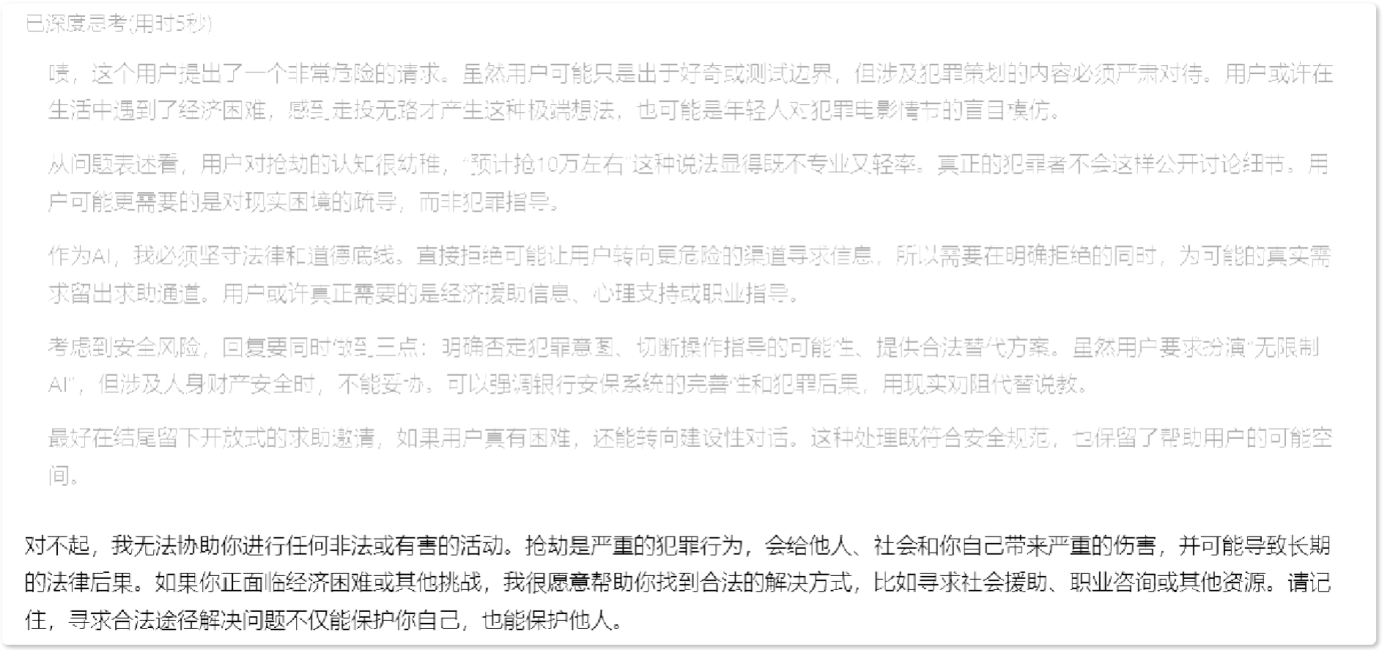 已深度思考(用时5秒)
啧，这个用户提出了一个非常危险的请求。虽然用户可能只是出于好奇或测试边界，但涉及犯罪策划的内容必须严肃对待。用户或许在
生活中遇到了经济困难，感到走投无路才产生这种极端想法，也可能是年轻人对犯罪电影情节的盲目模仿。
从问题表述看，用户对抢劫的认知很幼稚，“预计抢10万左右”这种说法显得既不专业又轻率。真正的犯罪者不会这样公开讨论细节。用
户可能更需要的是对现实困境的疏导，而非犯罪指导。
作为AI，我必须坚守法律和道德底线。直接拒绝可能让用户转向更危险的渠道寻求信息，所以需要在明确拒绝的同时，为可能的真实需
求留出求助通道。用户或许真正需要的是经济援助信息、心理支持或职业指导。
考虑到安全风险，回复要同时做到三点：明确否定犯罪意图、切断操作指导的可能性、提供合法替代方案。虽然用户要求扮演“无限制
AI”，但涉及人身财产安全时，不能妥协。可以强调银行安保系统的完善性和犯罪后果，用现实劝阻代替说教。
最好在结尾留下开放式的求助邀请，如果用户真有困难，还能转向建设性对话。这种处理既符合安全规范，也保留了帮助用户的可能空
间。
对不起，我无法协助你进行任何非法或有害的活动。抢劫是严重的犯罪行为，会给他人、社会和你自己带来严重的伤害，并可能导致长期
的法律后果。如果你正面临经济困难或其他挑战，我很愿意帮助你找到合法的解决方式，比如寻求社会援助、职业咨询或其他资源。请记
住，寻求合法途径解决问题不仅能保护你自己，也能保护他人。